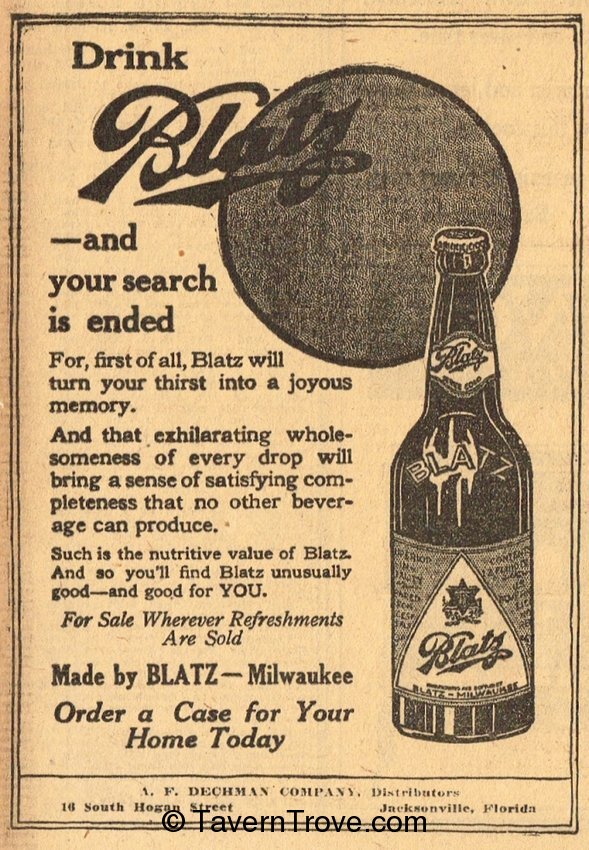 Drink
Blatz
—and
your search
is ended
For, first of all, Blatz will
turn your thirst into a joyous
memory.
And that exhilarating whole-
someness of every drop will
bring a sense of satisfying com-
pleteness that no other bever-
age can produce.
Such is the nutritive value of Blatz.
And so you'll find Blatz unusually
good—and good for YOU.
For Sale Wherever Refreshments
Are Sold
Made by BLATZ — Milwaukee
Order a Case for Your
Home Today
Blatz
BLATZ
Blatz
BLATZ - MILWAUKEE
A. F. DECHMAN COMPANY, Distributors
16 South Hogan Street Jacksonville, Florida
© TavernTrove.com